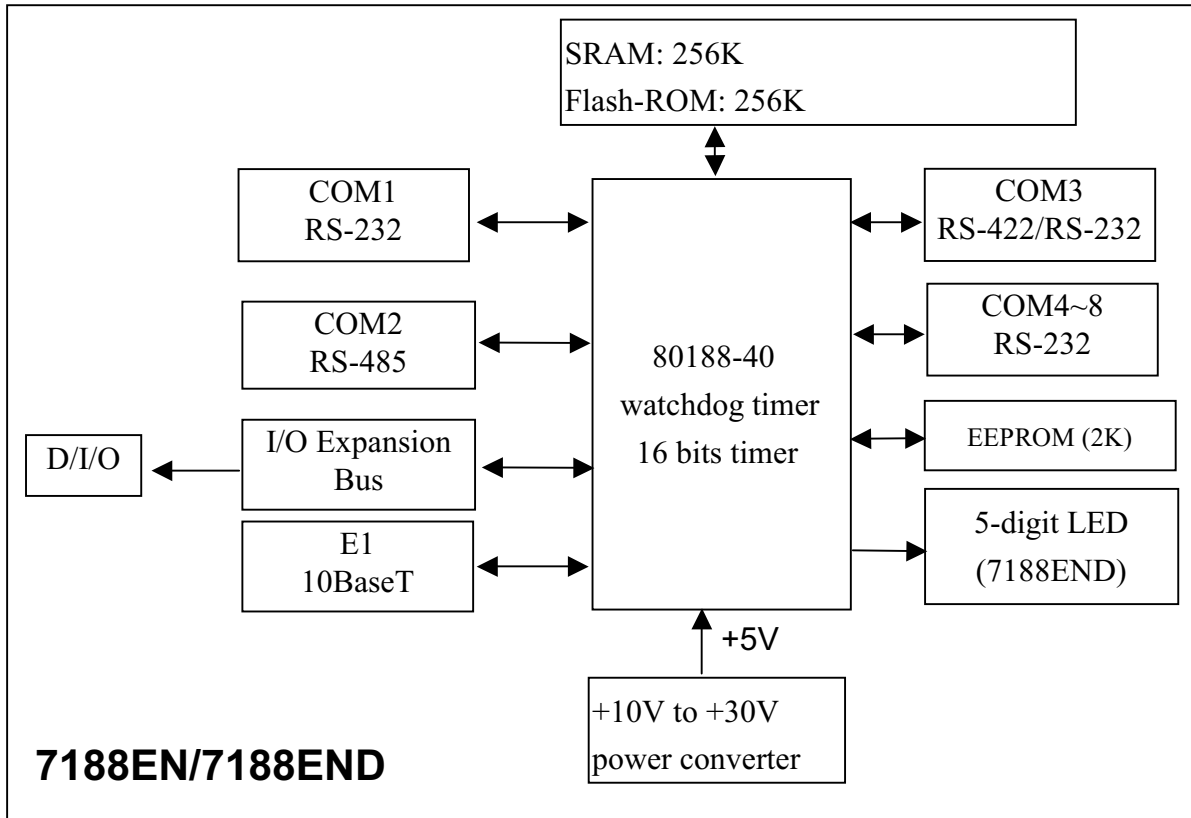 SRAM: 256K
Flash-ROM: 256K
COM1
RS-232
COM3
RS-422/RS-232
COM2
RS-485
80188-40
watchdog timer
16 bits timer
COM4~8
RS-232
D/I/O
I/O Expansion
Bus
EEPROM (2K)
E1
10BaseT
5-digit LED
(7188END)
+5V
+10V to +30V
power converter
7188EN/7188END